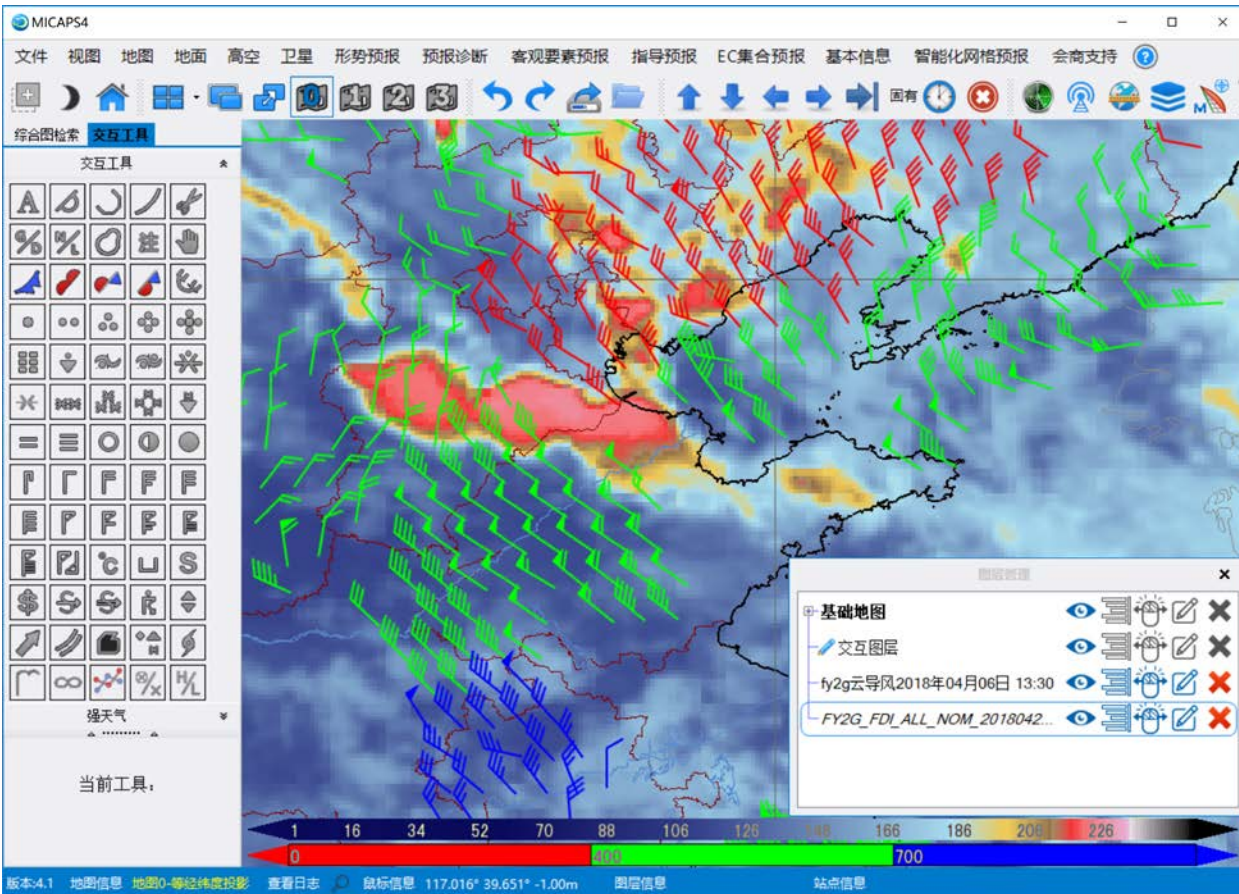 MICAPS4
文件 视图 地图 地面 高空 卫星 形势预报 预报诊断 客观要素预报 指导预报 EC集合预报 基本信息 智能化网格预报 会商支持 ?
0 1 2 3 固有 M
综合图检索 交互工具
交互工具
A
G/D N/L 注
℃ S
$
H/L
强天气
当前工具:
图层管理
基础地图
交互图层
fy2g云导风2018年04月06日 13:30
FY2G_FDI_ALL_NOM_2018042...
1 16 34 52 70 88 106 126 148 166 186 206 226
0 400 700
版本:4.1 地图信息 地图0-等经纬度投影 查看日志 鼠标信息 117.016° 39.651° -1.00m 图层信息 站点信息